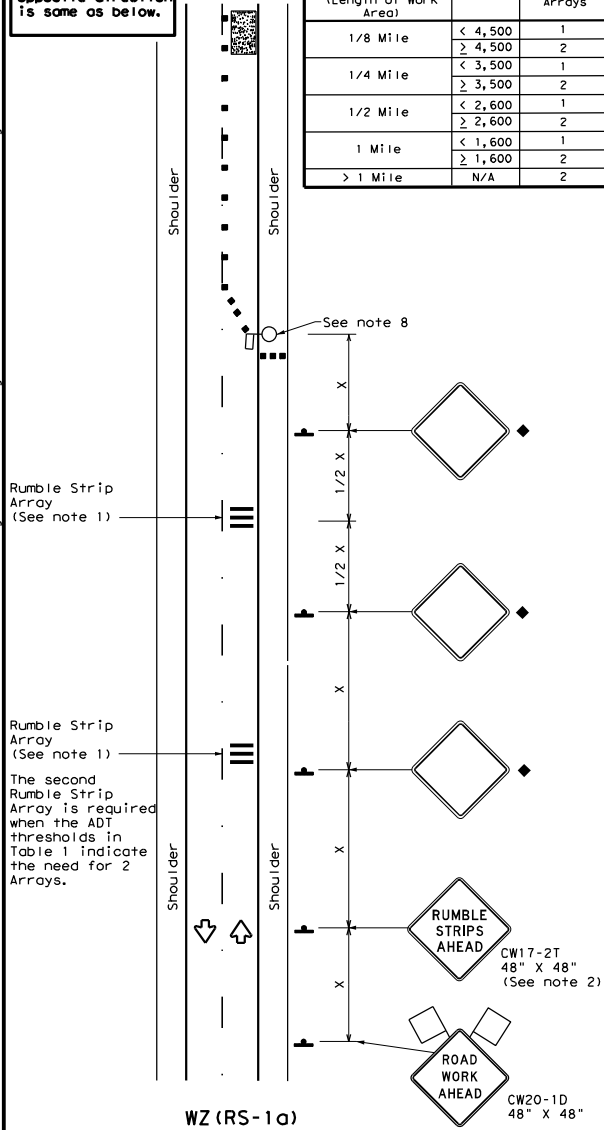 is same as below.
Area)
Arrays
1/8 Mile
< 4,500 1
≥ 4,500 2
1/4 Mile
< 3,500 1
≥ 3,500 2
1/2 Mile
< 2,600 1
≥ 2,600 2
1 Mile
< 1,600 1
≥ 1,600 2
> 1 Mile N/A 2
Shoulder
Shoulder
See note 8
X
1/2 X
Rumble Strip
Array
(See note 1)
1/2 X
X
Rumble Strip
Array
(See note 1)
The second
Rumble Strip
Array is required
when the ADT
thresholds in
Table 1 indicate
the need for 2
Arrays.
X
Shoulder
Shoulder
RUMBLE
STRIPS
AHEAD
CW17-2T
48" X 48"
(See note 2)
X
ROAD
WORK
AHEAD
CW20-1D
48" X 48"
WZ(RS-1a)